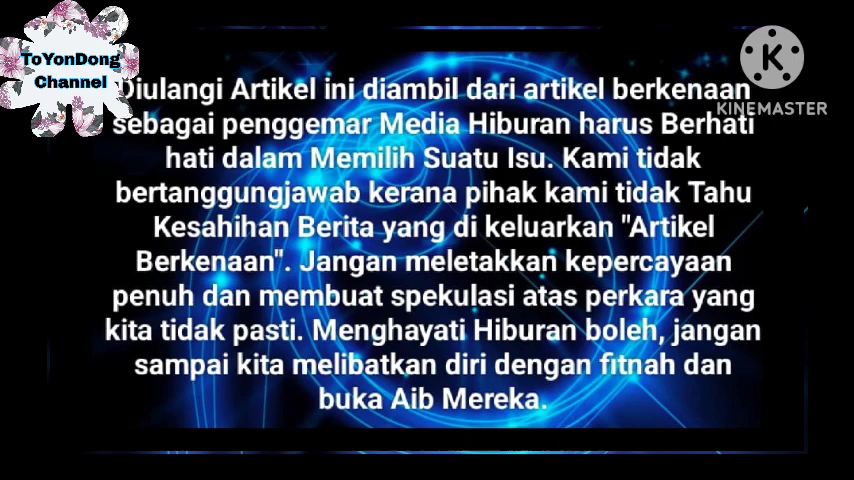 ToYonDong
Channel
KINEMASTER
Diulangi Artikel ini diambil dari artikel berkenaan
sebagai penggemar Media Hiburan harus Berhati
hati dalam Memilih Suatu Isu. Kami tidak
bertanggungjawab kerana pihak kami tidak Tahu
Kesahihan Berita yang di keluarkan "Artikel
Berkenaan". Jangan meletakkan kepercayaan
penuh dan membuat spekulasi atas perkara yang
kita tidak pasti. Menghayati Hiburan boleh, jangan
sampai kita melibatkan diri dengan fitnah dan
buka Aib Mereka.